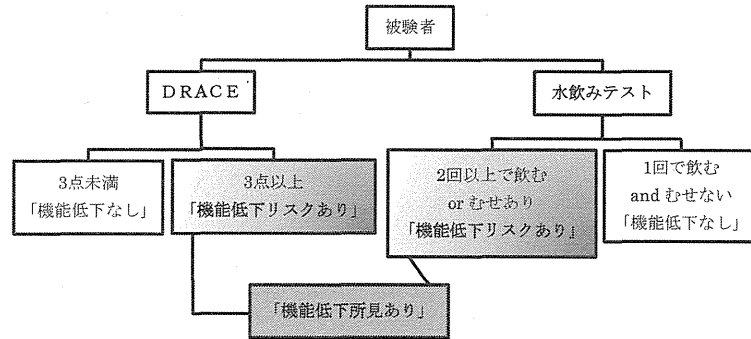 被験者
DRACE
水飲みテスト
3点未満
「機能低下なし」
3点以上
「機能低下リスクあり」
2回以上で飲む
or むせあり
「機能低下リスクあり」
1回で飲む
and むせない
「機能低下なし」
「機能低下所見あり」